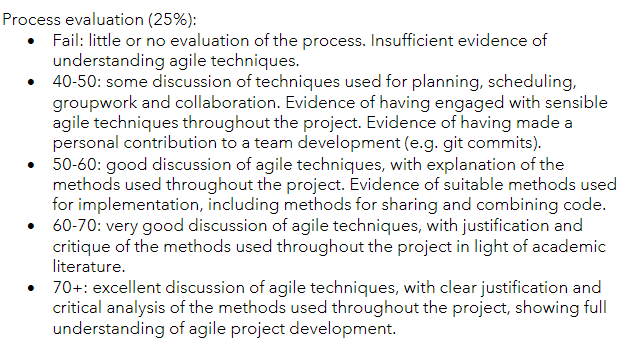 Process evaluation (25%):
• Fail: little or no evaluation of the process. Insufficient evidence of
understanding agile techniques.
• 40-50: some discussion of techniques used for planning, scheduling,
groupwork and collaboration. Evidence of having engaged with sensible
agile techniques throughout the project. Evidence of having made a
personal contribution to a team development (e.g. git commits).
• 50-60: good discussion of agile techniques, with explanation of the
methods used throughout the project. Evidence of suitable methods used
for implementation, including methods for sharing and combining code.
• 60-70: very good discussion of agile techniques, with justification and
critique of the methods used throughout the project in light of academic
literature.
• 70+: excellent discussion of agile techniques, with clear justification and
critical analysis of the methods used throughout the project, showing full
understanding of agile project development.